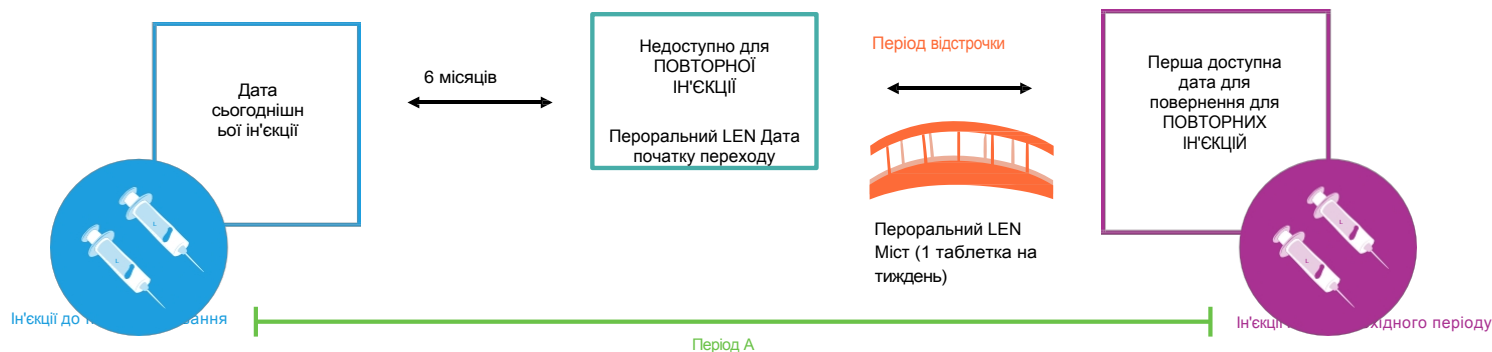 Дата
сьогоднішн
ьої ін'єкції
6 місяців
Недоступно для
ПОВТОРНОЇ
ІН'ЄКЦІЇ
Пероральний LEN Дата
початку переходу
Період відстрочки
Пероральний LEN
Міст (1 таблетка на
тиждень)
Перша доступна
дата для
повернення для
ПОВТОРНИХ
ІН'ЄКЦІЙ
Ін'єкції до
Ін'єкції
періоду
Період А